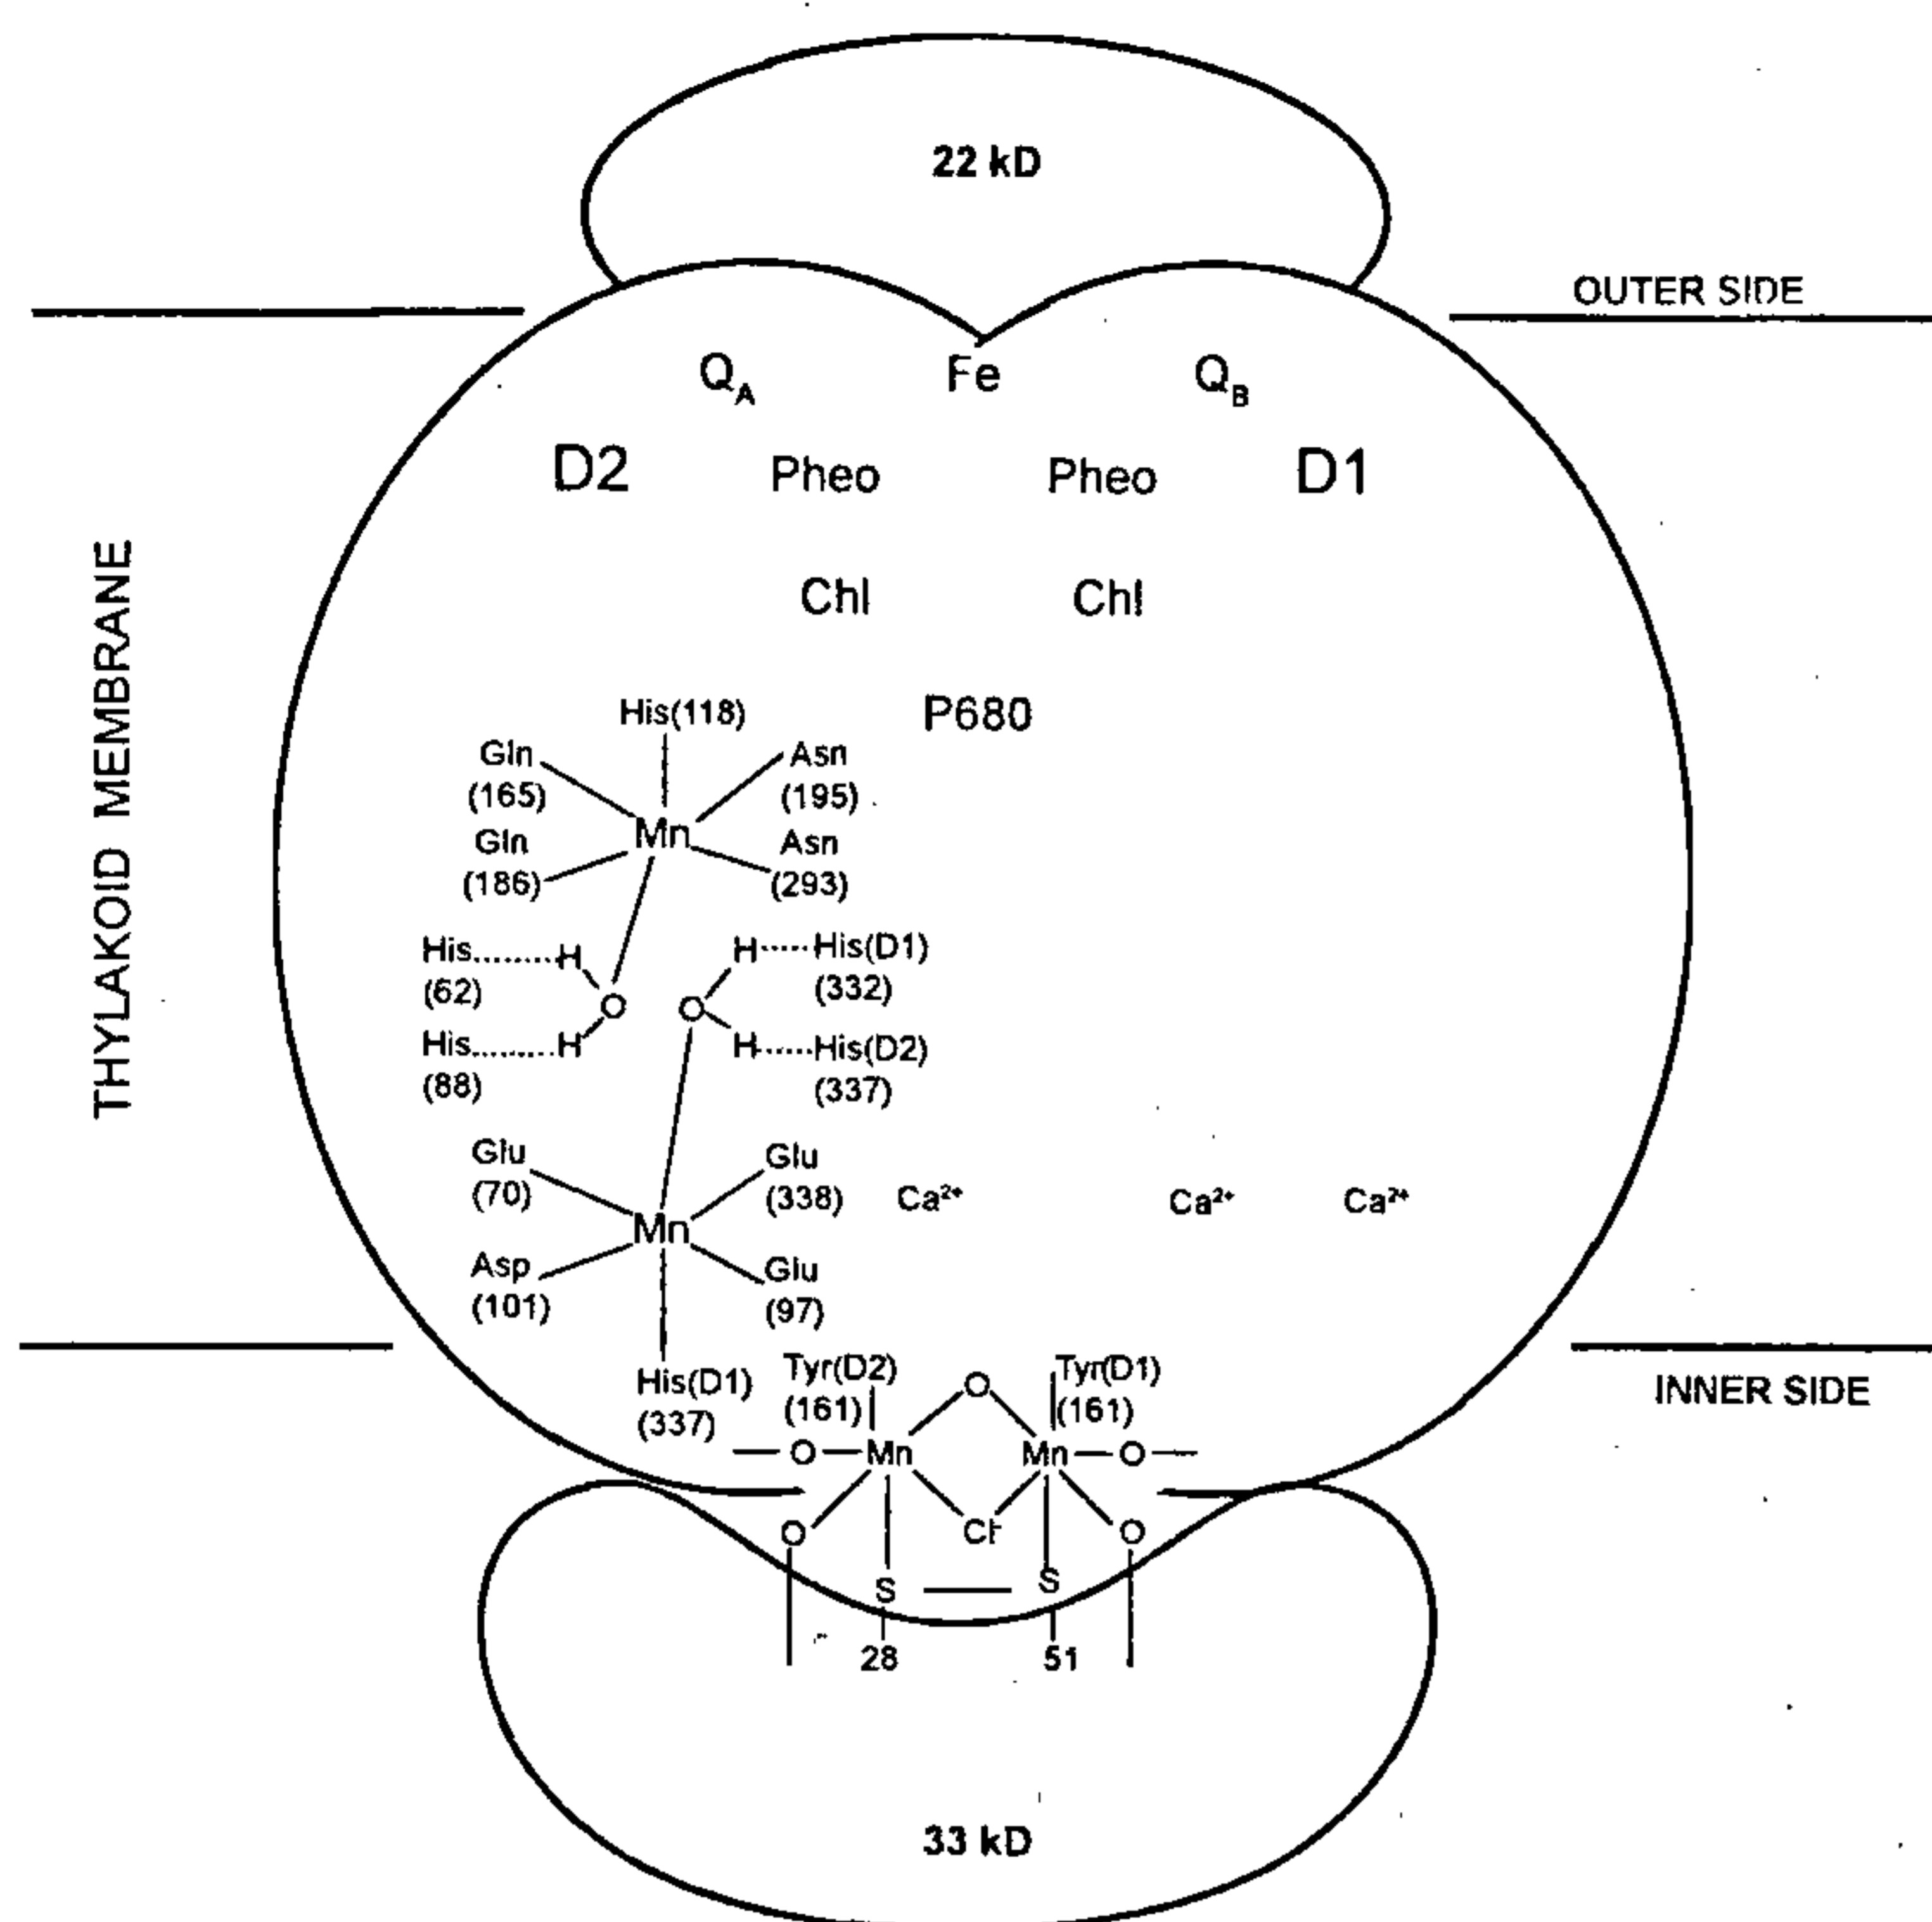 22 kD
OUTER SIDE
Q_A Fe Q_B
D2 Pheo Pheo D1
THYLAKOID MEMBRANE
Chl Chl
His(118) P680
Gln Asn
(165) (195)
Mn
Gln Asn
(186) (293)
His H H His(D1)
(62) (332)
O O
His H H His(D2)
(88) (337)
Glu Glu
(70) (338) Ca²⁺ Ca²⁺ Ca²⁺
Mn
Asp Glu
(101) (97)
His(D1) Tyr(D2) O Tyr(D1) INNER SIDE
(337) (161) (161)
O Mn Mn O
O Cl⁻ O
S S
28 51
33 kD